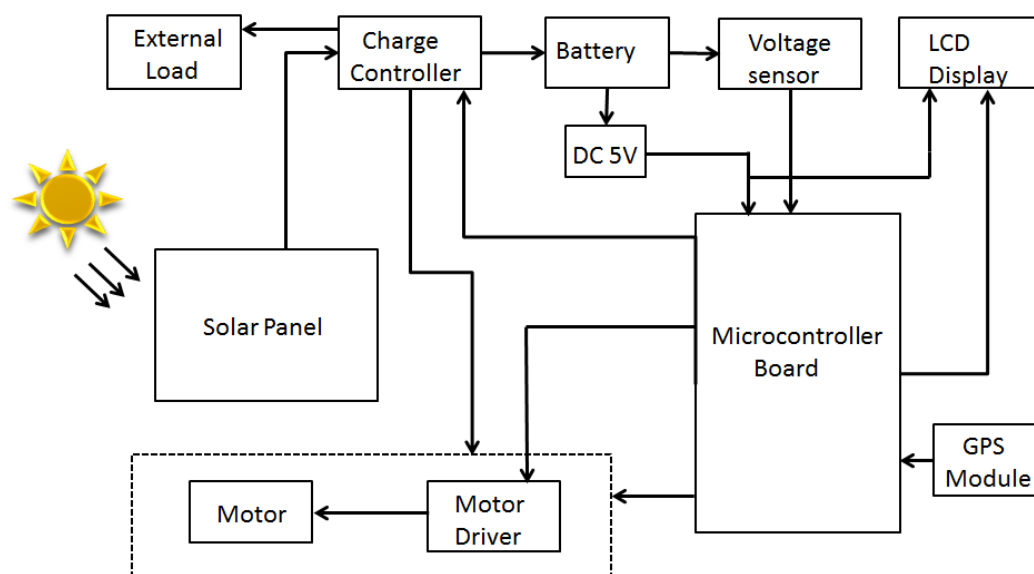 External
Load
Charge
Controller
Battery
Voltage
sensor
LCD
Display
DC 5V
Solar Panel
Microcontroller
Board
GPS
Module
Motor
Motor
Driver